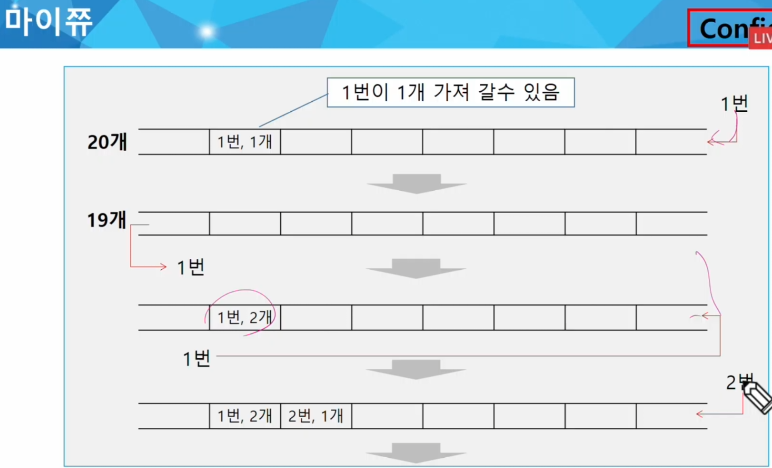 마이쮸
LIV
1번이 1개 가져 갈수 있음
1번
20개
1번, 1개
19개
1번
1번, 2개
1번
2번
1번, 2개 2번, 1개